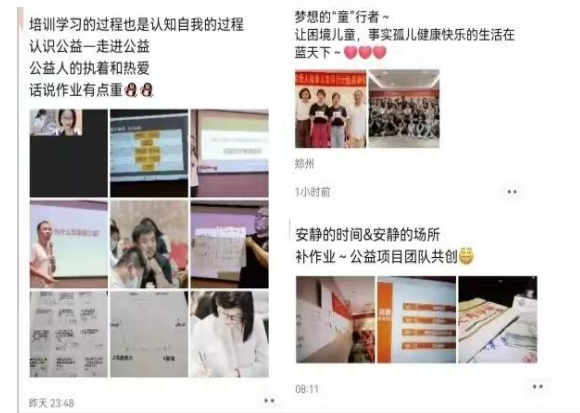 培训学习的过程也是认知自我的过程
认识公益一走进公益
公益人的执着和热爱
话说作业有点重
昨天 23:48
梦想的“童”行者~
让困境儿童，事实孤儿健康快乐的生活在
蓝天下~
郑州
1小时前
安静的时间&安静的场所
补作业~公益项目团队共创
08:11